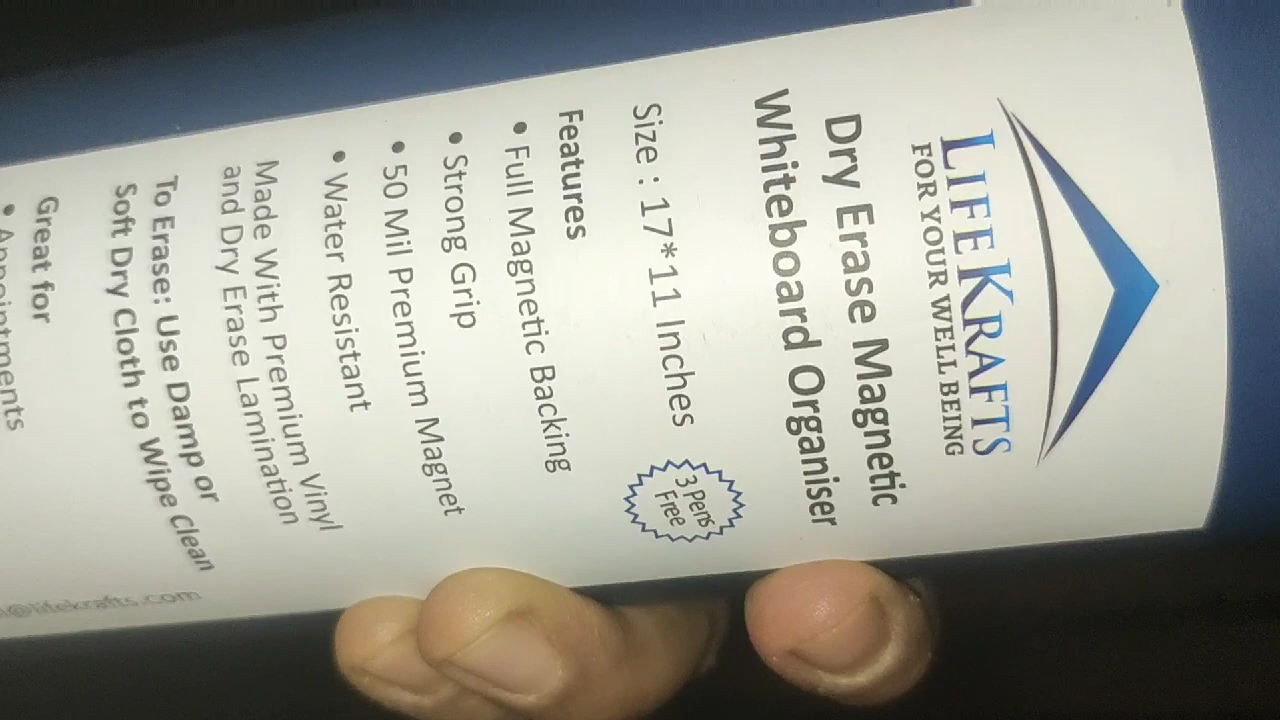 LIFEKRAFTS
FOR YOUR WELL BEING
Dry Erase Magnetic
Whiteboard Organiser
Size : 17*11 Inches
3 Pens
Free
Features
• Full Magnetic Backing
• Strong Grip
• 50 Mil Premium Magnet
• Water Resistant
Made With Premium Vinyl
and Dry Erase Lamination
To Erase: Use Damp or
Soft Dry Cloth to Wipe Clean
Great for
• Appointments
@lifekrafts.com